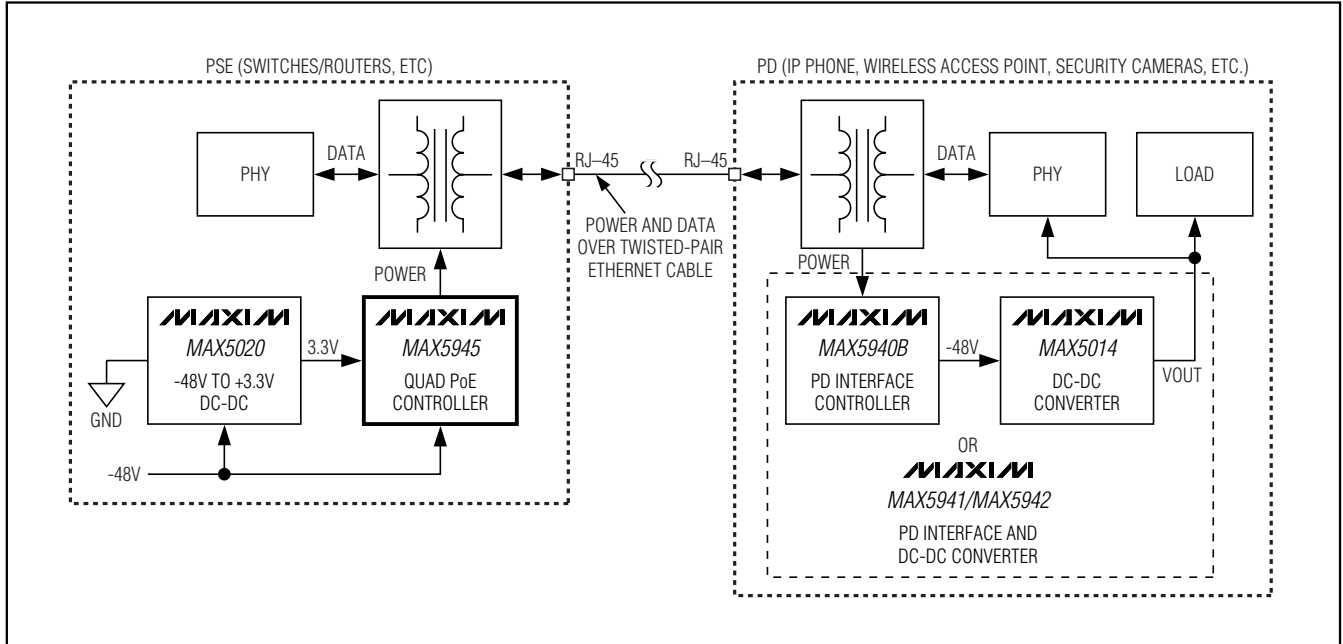 PSE (SWITCHES/ROUTERS, ETC)
PHY
DATA
POWER
MAXIM
MAX5020
-48V TO +3.3V
DC-DC
GND
3.3V
MAXIM
MAX5945
QUAD PoE
CONTROLLER
-48V
RJ–45
RJ–45
POWER AND DATA
OVER TWISTED-PAIR
ETHERNET CABLE
PD (IP PHONE, WIRELESS ACCESS POINT, SECURITY CAMERAS, ETC.)
DATA
PHY
LOAD
POWER
MAXIM
MAX5940B
PD INTERFACE
CONTROLLER
-48V
MAXIM
MAX5014
DC-DC
CONVERTER
VOUT
OR
MAXIM
MAX5941/MAX5942
PD INTERFACE AND
DC-DC CONVERTER